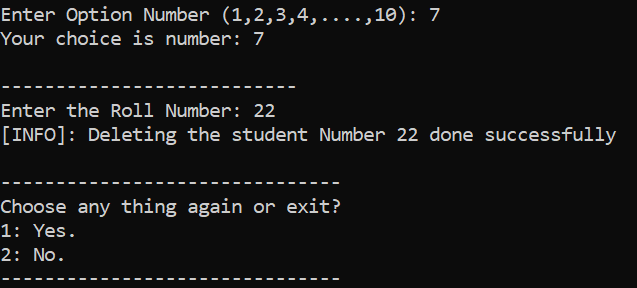 Enter Option Number (1,2,3,4,....,10): 7
Your choice is number: 7
---------------------------
Enter the Roll Number: 22
[INFO]: Deleting the student Number 22 done successfully
-------------------------------
Choose any thing again or exit?
1: Yes.
2: No.
-------------------------------